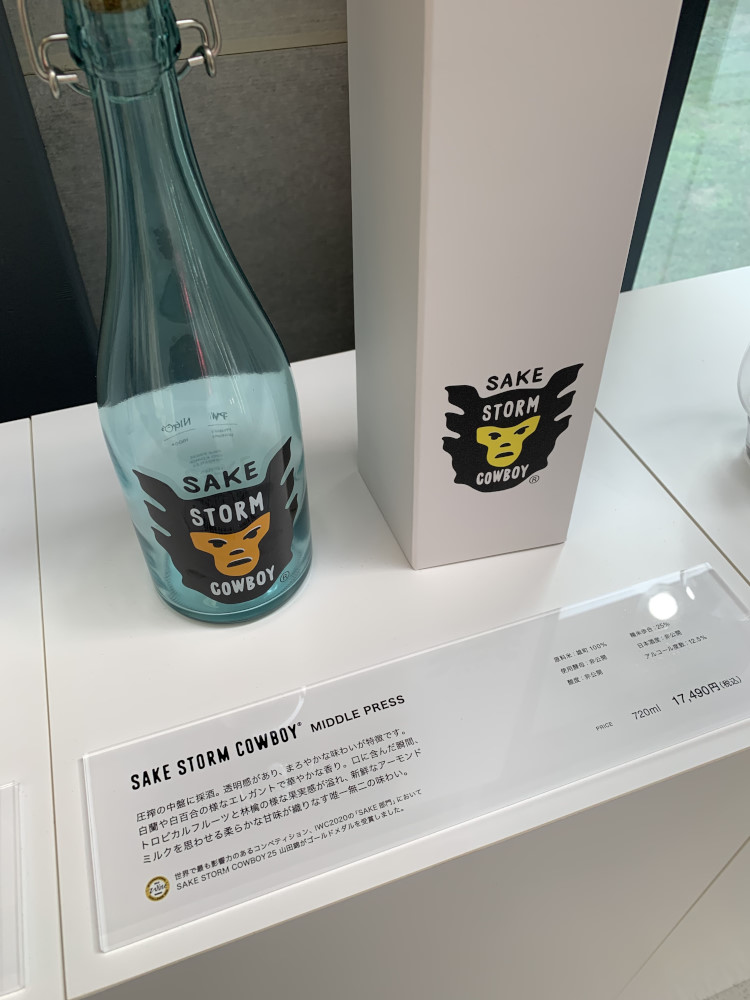 SAKE
STORM
COWBOY
®
SAKE
STORM
COWBOY
®
SAKE STORM COWBOY® MIDDLE PRESS
圧搾の中盤に採酒。透明感があり、まろやかな味わいが特徴です。
白蘭や白百合の様なエレガントで華やかな香り。口に含んだ瞬間、
トロピカルフルーツと林檎の様な果実感が溢れ、新鮮なアーモンド
ミルクを思わせる柔らかな甘味が織りなす唯一無二の味わい。
世界で最も影響力のあるコンペティション、IWC2020の「SAKE 部門」において
SAKE STORM COWBOY25 山田錦がゴールドメダルを受賞しました。
原料米:雄町100%
使用酵母:非公開
酸度:非公開
精米歩合:25%
日本酒度:非公開
アルコール度数:12.5%
PRICE 720ml 17,490円(税込)